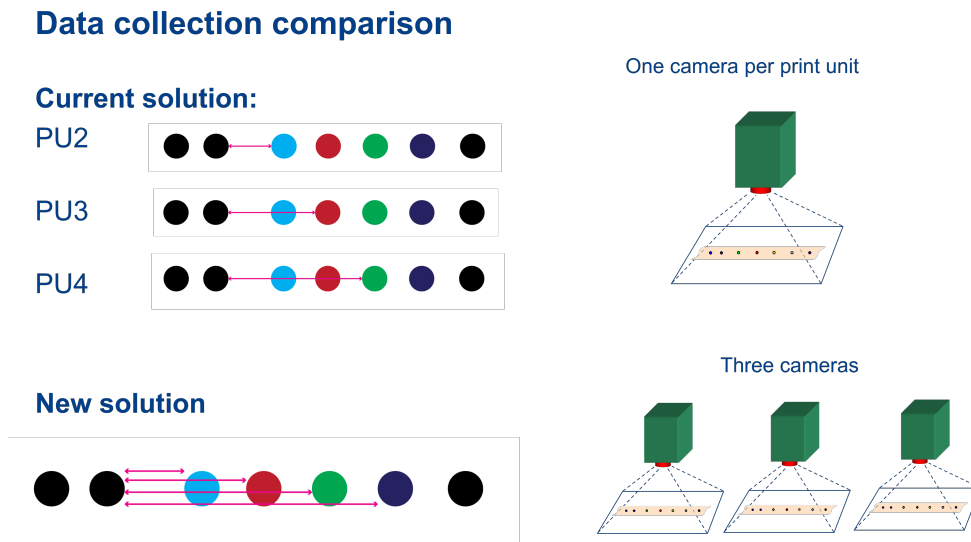 Data collection comparison
One camera per print unit
Current solution:
PU2
PU3
PU4
Three cameras
New solution